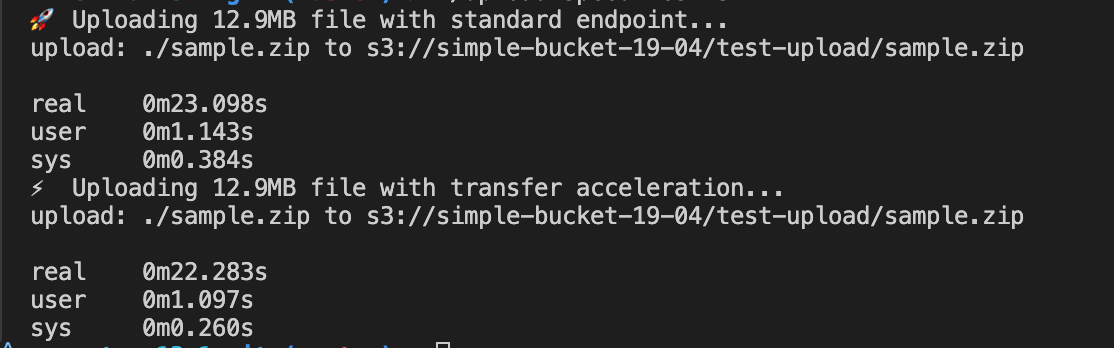 🚀 Uploading 12.9MB file with standard endpoint...
upload: ./sample.zip to s3://simple-bucket-19-04/test-upload/sample.zip
real 0m23.098s
user 0m1.143s
sys 0m0.384s
⚡ Uploading 12.9MB file with transfer acceleration...
upload: ./sample.zip to s3://simple-bucket-19-04/test-upload/sample.zip
real 0m22.283s
user 0m1.097s
sys 0m0.260s